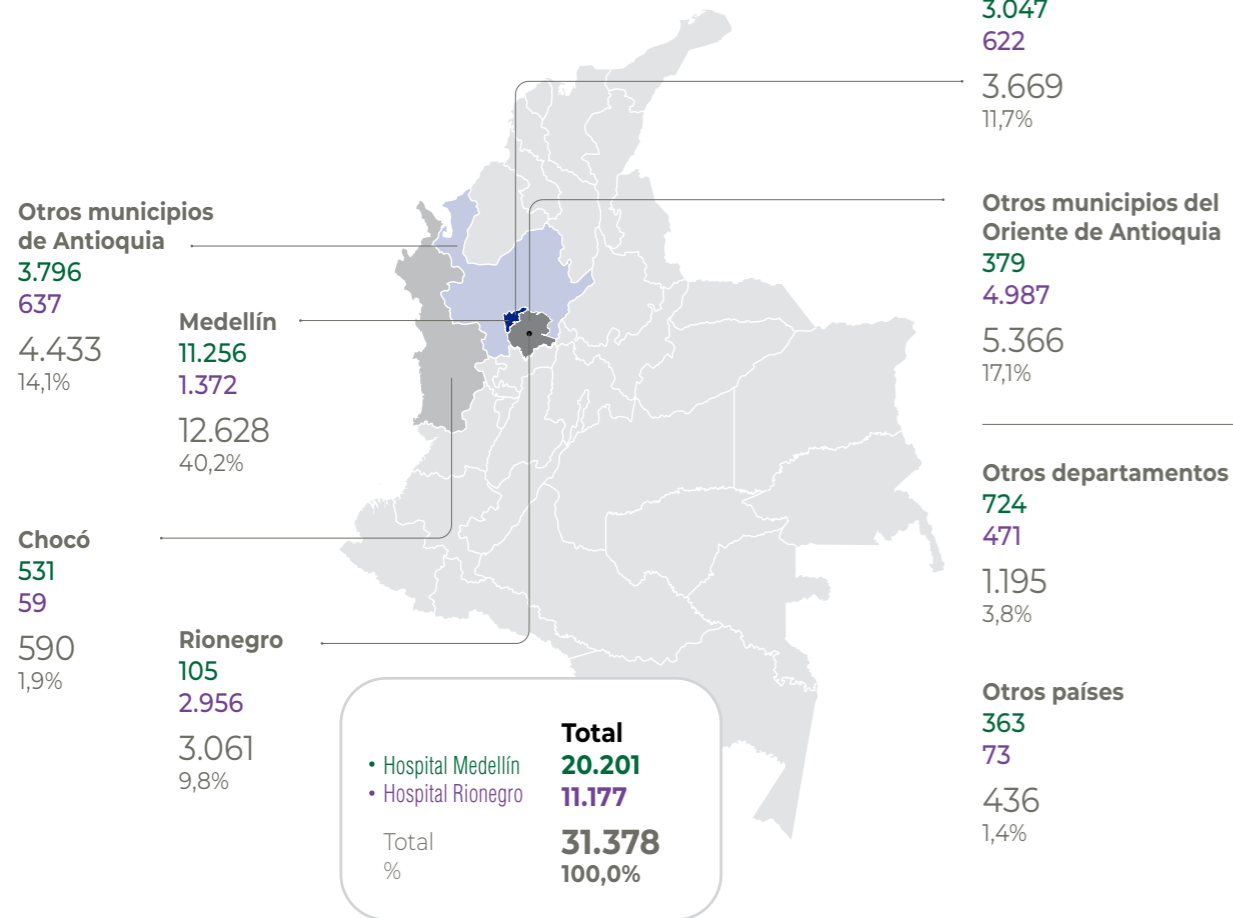 3.047
622
3.669
11,7%
Otros municipios
de Antioquia
3.796
637
4.433
14,1%
Medellín
11.256
1.372
12.628
40,2%
Otros municipios del
Oriente de Antioquia
379
4.987
5.366
17,1%
Chocó
531
59
590
1,9%
Rionegro
105
2.956
3.061
9,8%
Otros departamentos
724
471
1.195
3,8%
Otros países
363
73
436
1,4%
Total
• Hospital Medellín 20.201
• Hospital Rionegro 11.177
Total 31.378
% 100,0%